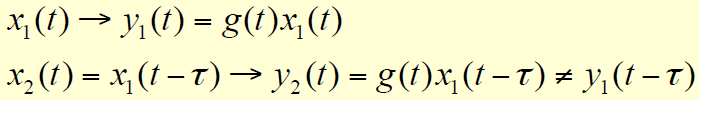 x₁(t) → y₁(t) = g(t)x₁(t)
x₂(t) = x₁(t − τ) → y₂(t) = g(t)x₁(t − τ) ≠ y₁(t − τ)